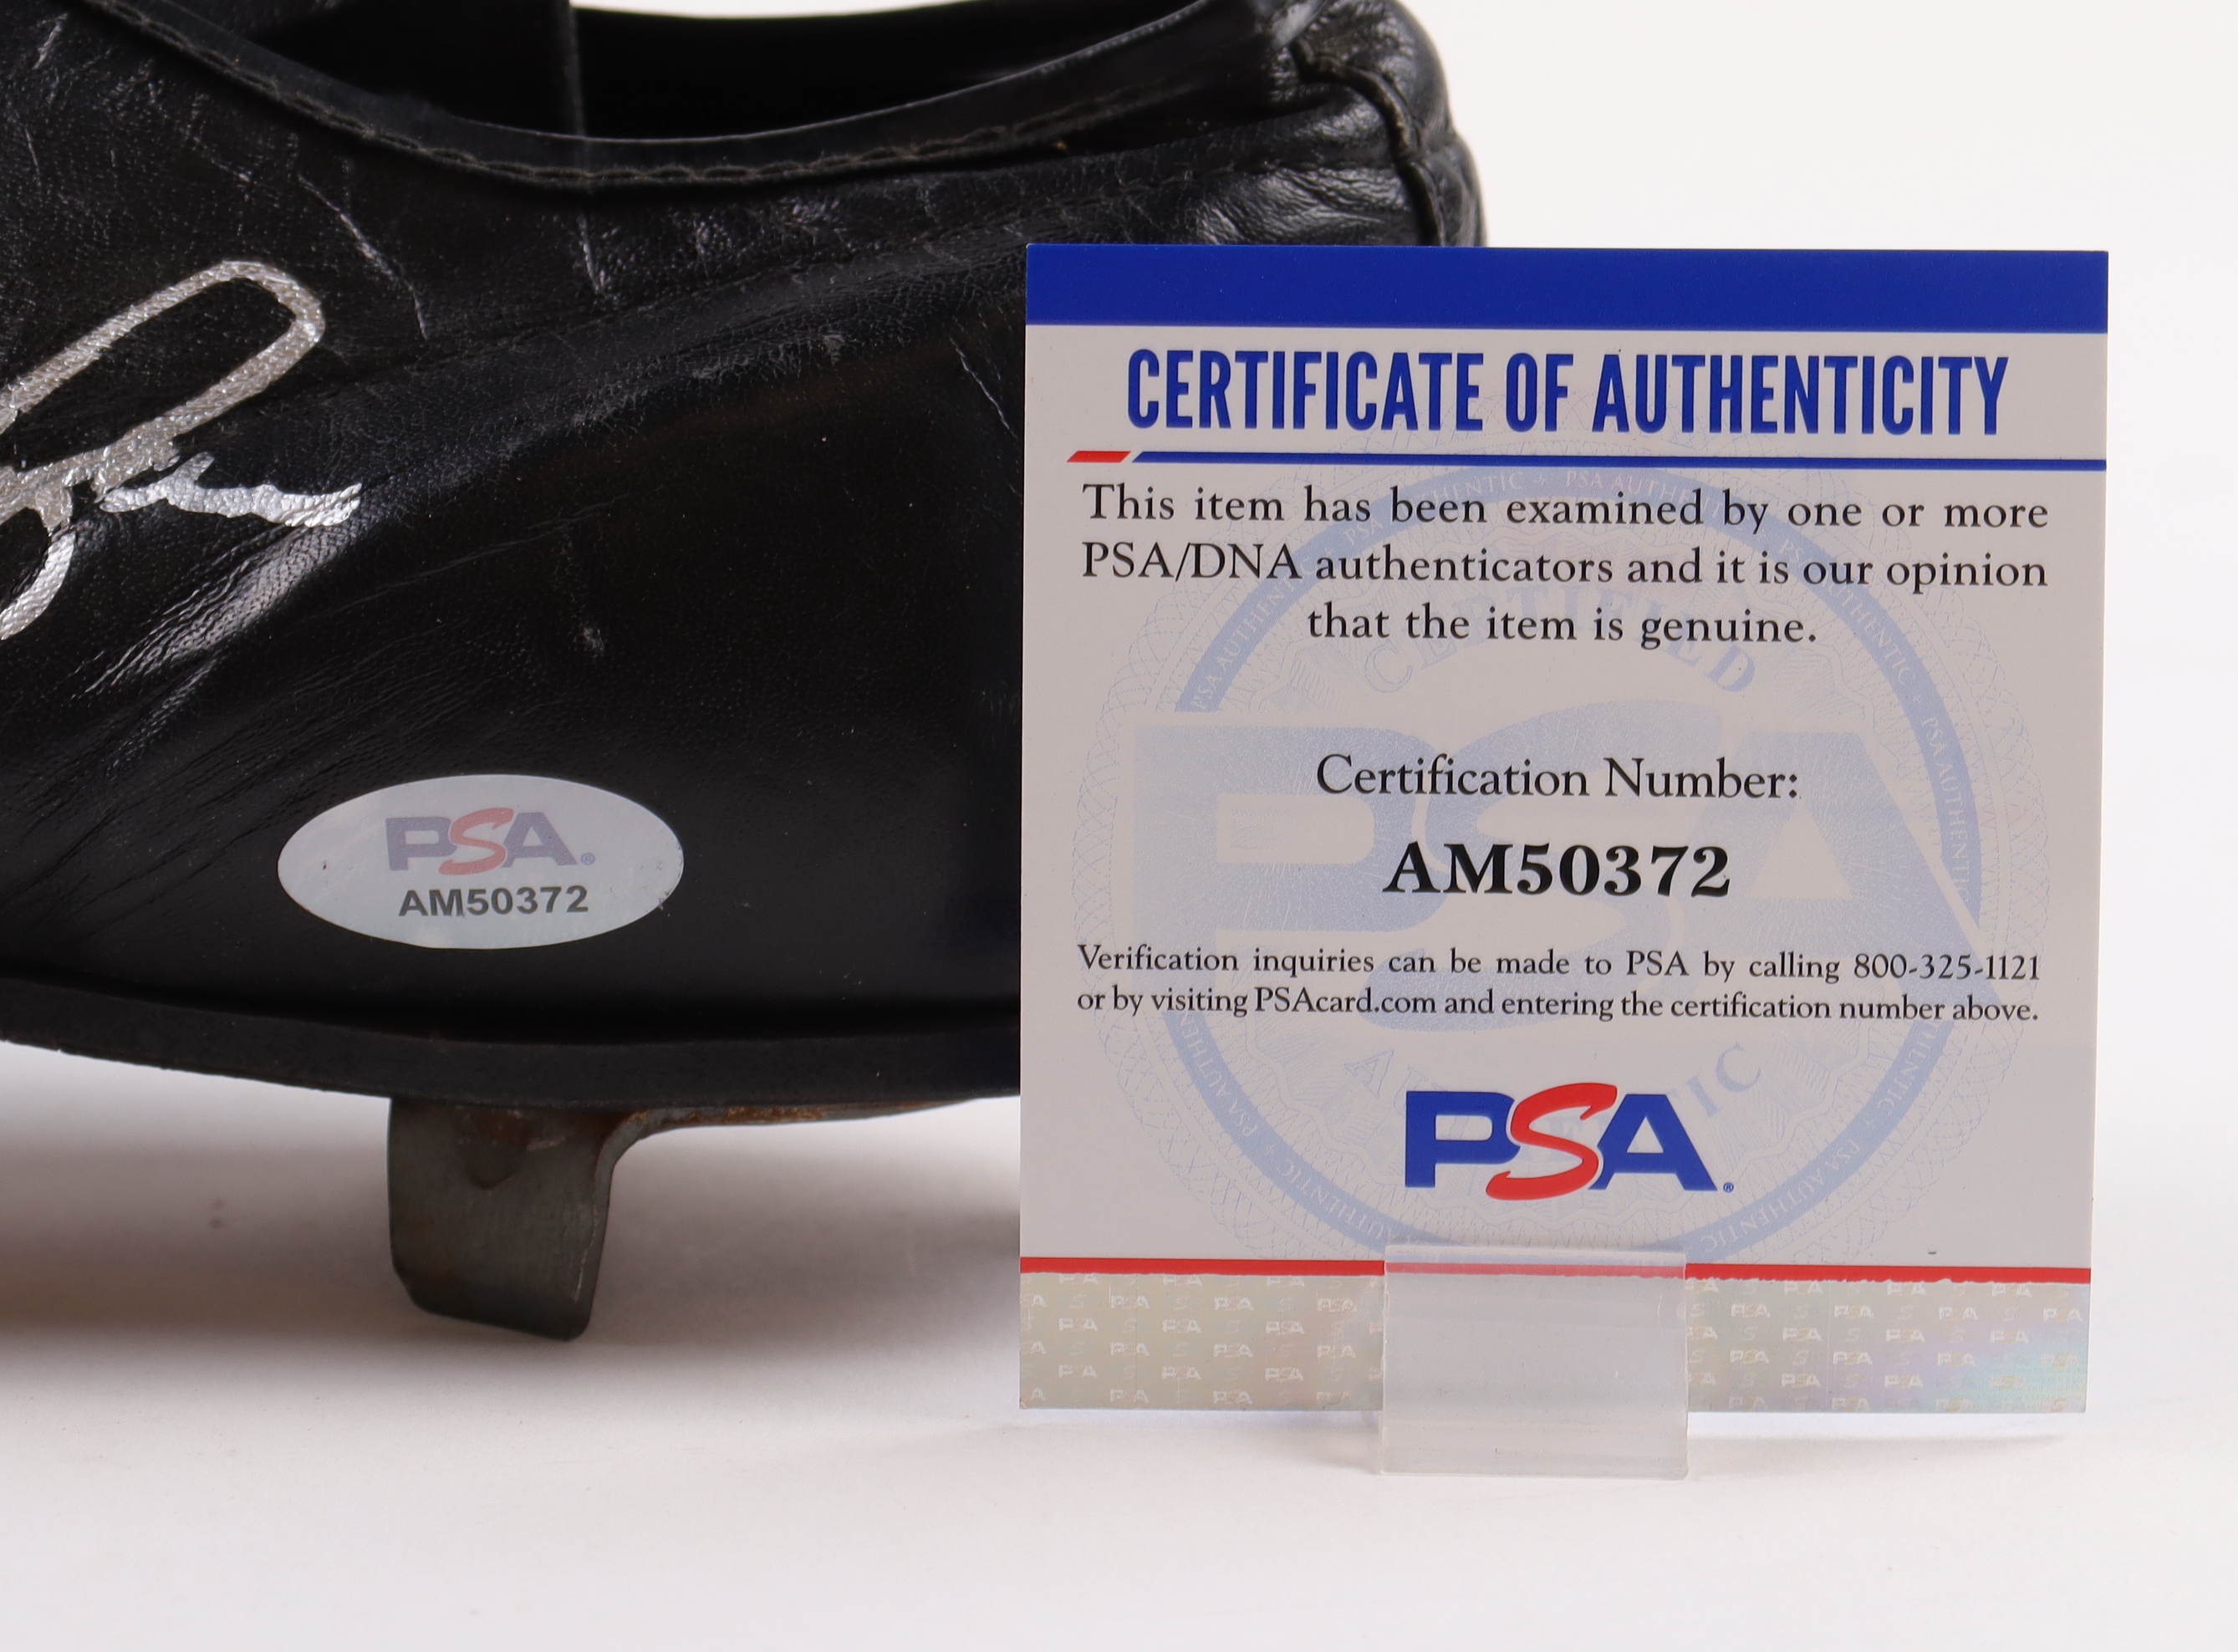 CERTIFICATE OF AUTHENTICITY
This item has been examined by one or more
PSA/DNA authenticators and it is our opinion
that the item is genuine.
Certification Number:
AM50372
Verification inquiries can be made to PSA by calling 800-325-1121
or by visiting PSAcard.com and entering the certification number above.
PSA®
PSA®
AM50372